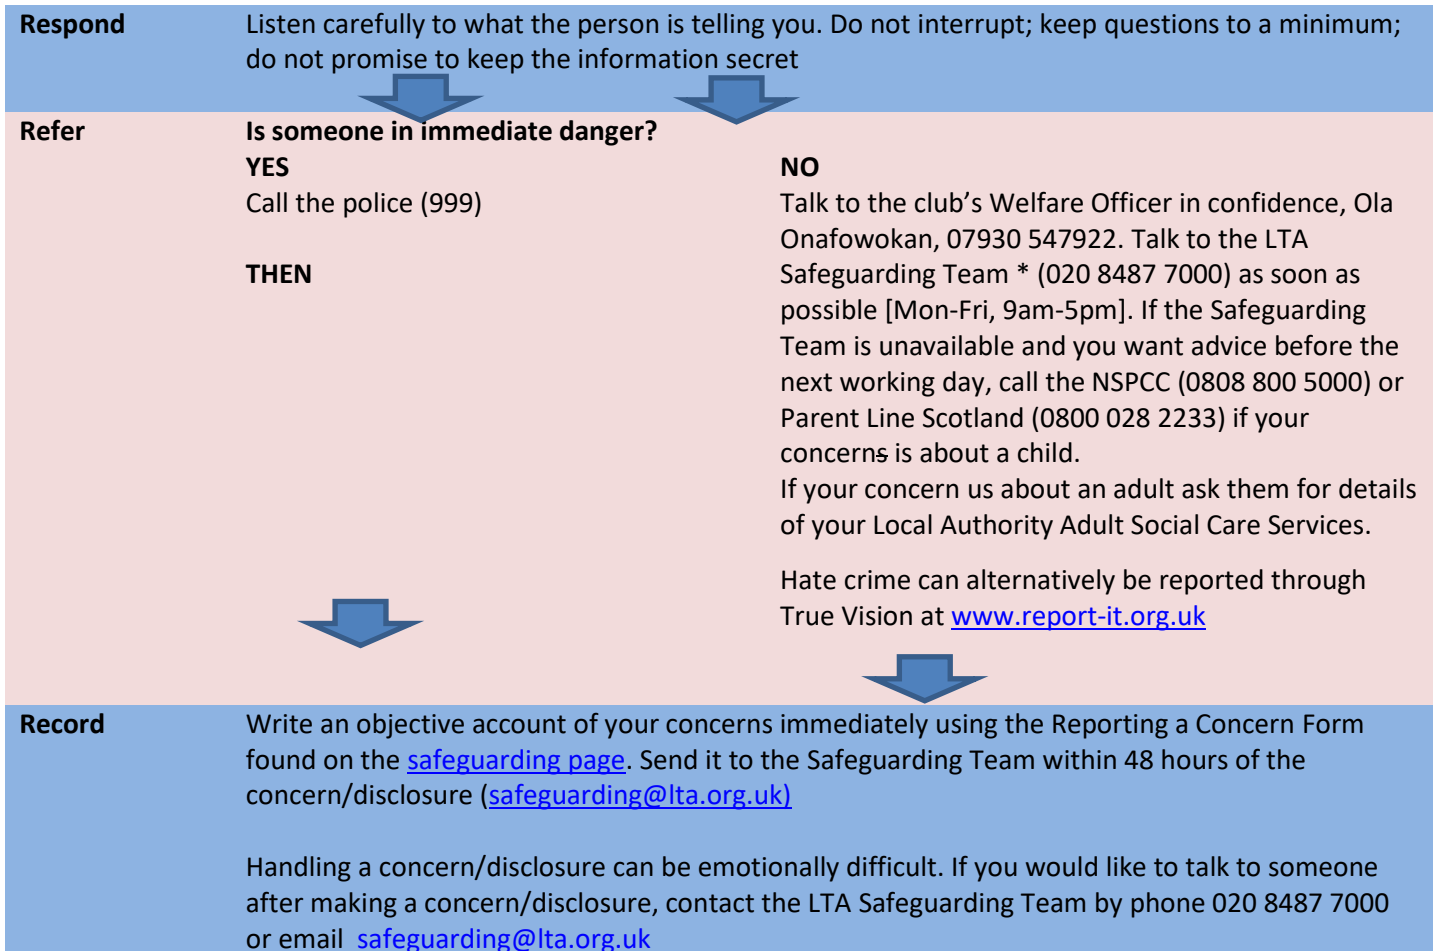 Respond
Listen carefully to what the person is telling you. Do not interrupt; keep questions to a minimum;
do not promise to keep the information secret
Refer
Is someone in immediate danger?
YES
Call the police (999)
THEN
NO
Talk to the club’s Welfare Officer in confidence, Ola
Onafowokan, 07930 547922. Talk to the LTA
Safeguarding Team * (020 8487 7000) as soon as
possible [Mon-Fri, 9am-5pm]. If the Safeguarding
Team is unavailable and you want advice before the
next working day, call the NSPCC (0808 800 5000) or
Parent Line Scotland (0800 028 2233) if your
concerns is about a child.
If your concern us about an adult ask them for details
of your Local Authority Adult Social Care Services.
Hate crime can alternatively be reported through
True Vision at www.report-it.org.uk
Record
Write an objective account of your concerns immediately using the Reporting a Concern Form
found on the safeguarding page. Send it to the Safeguarding Team within 48 hours of the
concern/disclosure (safeguarding@lta.org.uk)
Handling a concern/disclosure can be emotionally difficult. If you would like to talk to someone
after making a concern/disclosure, contact the LTA Safeguarding Team by phone 020 8487 7000
or email safeguarding@lta.org.uk